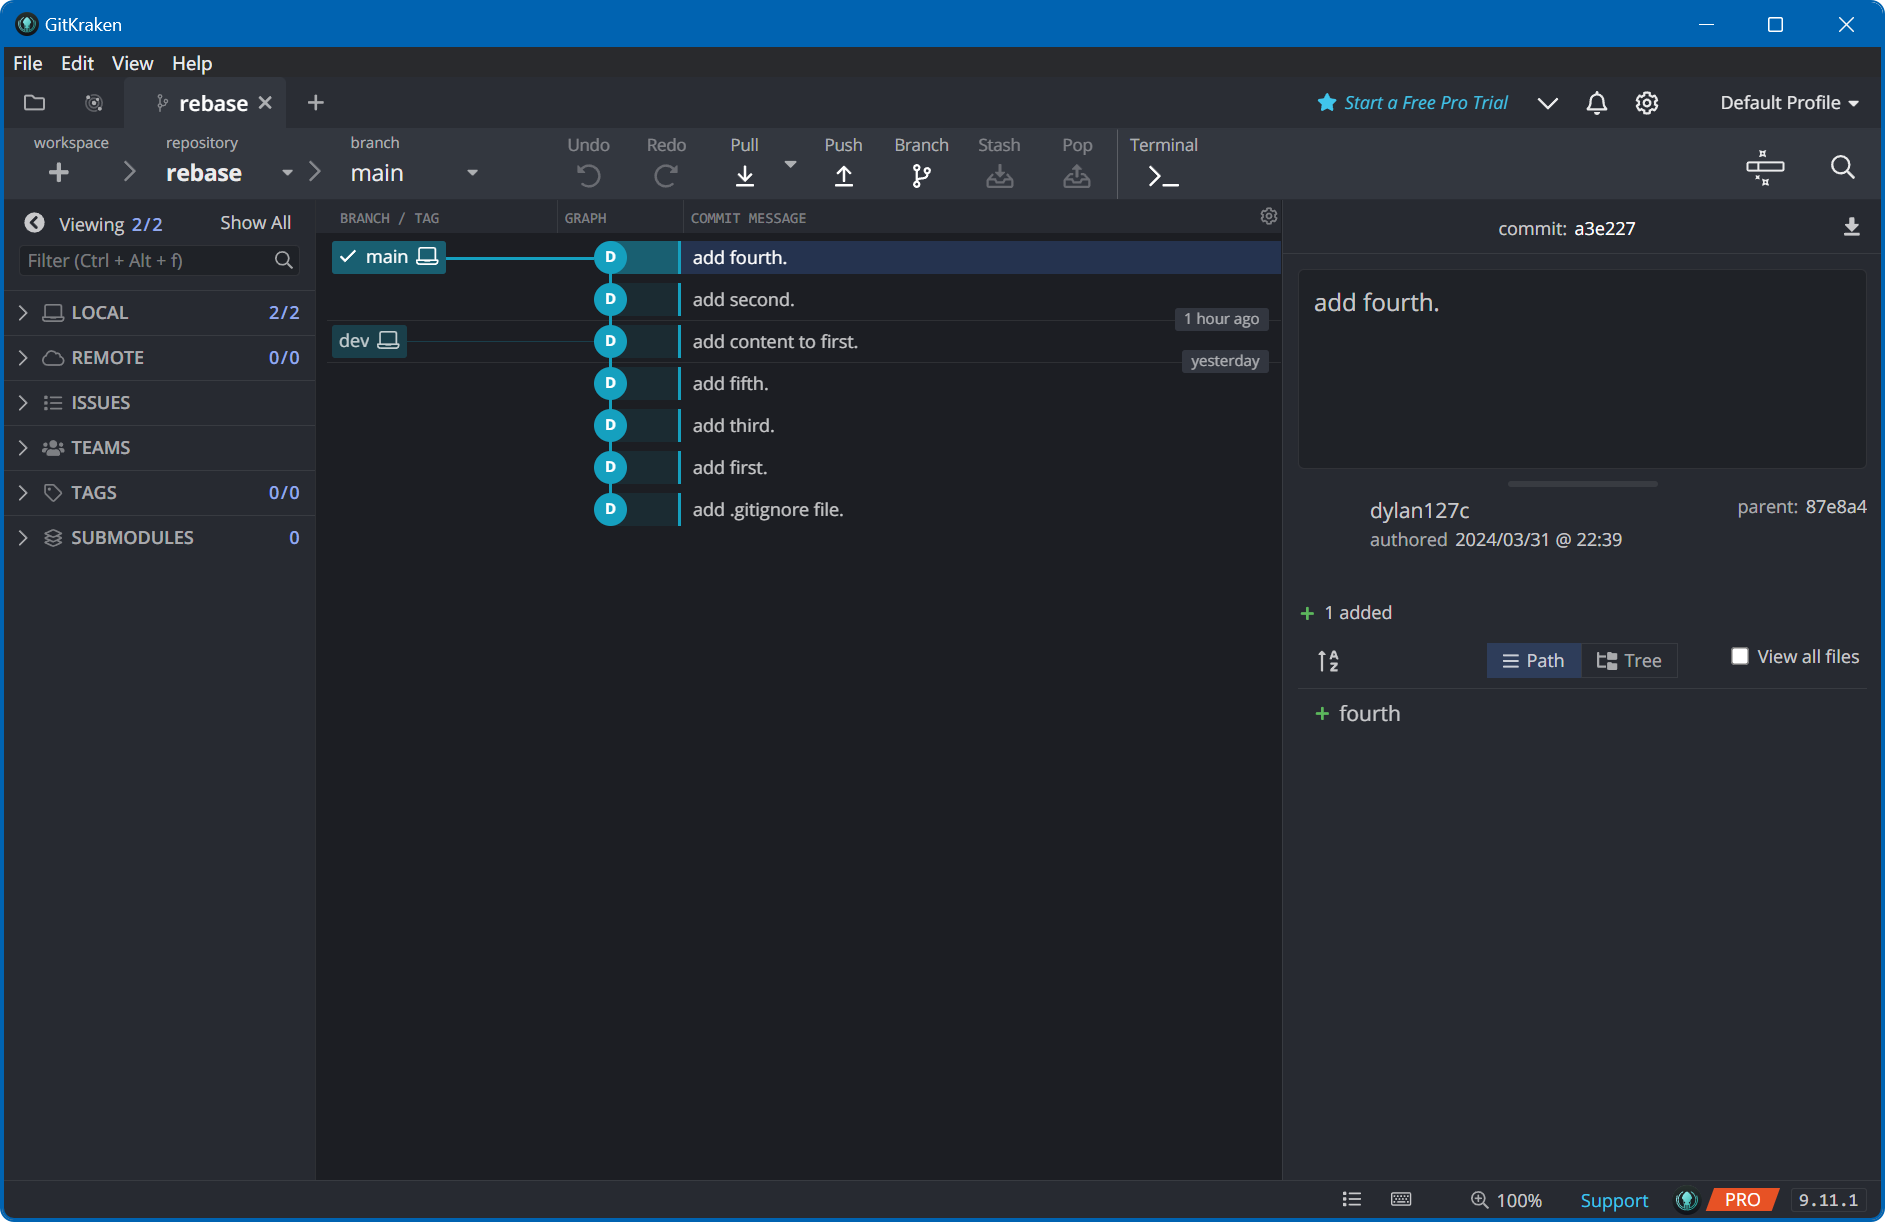 GitKraken
File Edit View Help
rebase
Start a Free Pro Trial
Default Profile
workspace
repository
rebase
branch
main
Undo
Redo
Pull
Push
Branch
Stash
Pop
Terminal
Viewing 2/2
Show All
Filter (Ctrl + Alt + f)
LOCAL 2/2
REMOTE 0/0
ISSUES
TEAMS
TAGS 0/0
SUBMODULES 0
BRANCH / TAG
GRAPH
COMMIT MESSAGE
main D add fourth.
D add second.
1 hour ago
dev D add content to first.
yesterday
D add fifth.
D add third.
D add first.
D add .gitignore file.
commit: a3e227
add fourth.
dylan127c
parent: 87e8a4
authored 2024/03/31 @ 22:39
+ 1 added
A
Z
Path
Tree
View all files
+ fourth
100%
Support
PRO
9.11.1